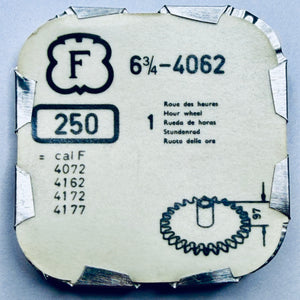 F
6¾-4062
250
1
Roue des heures
Hour wheel
Rueda de horas
Stundenrad
Ruota della ora
= cal F
4072
4162
4172
4177
97